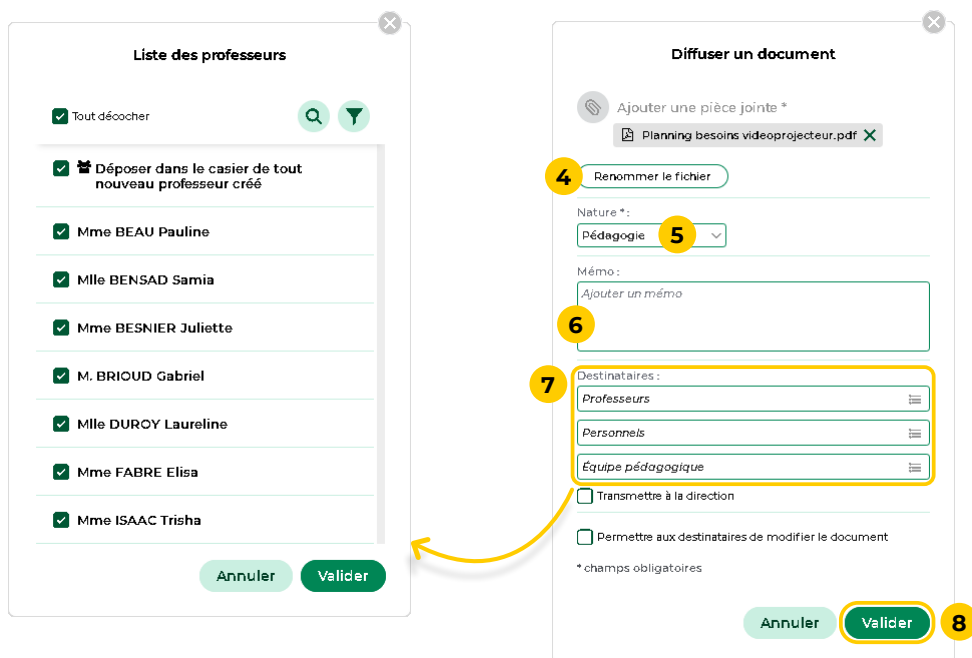 Liste des professeurs
Tout décocher
Déposer dans le casier de tout
nouveau professeur créé
Mme BEAU Pauline
Mlle BENSAD Samia
Mme BESNIER Juliette
M. BRIOUD Gabriel
Mlle DUROY Laureline
Mme FABRE Elisa
Mme ISAAC Trisha
Annuler
Valider
Diffuser un document
Ajouter une pièce jointe *
Planning besoins videoprojecteur.pdf
4
Renommer le fichier
Nature * :
Pédagogie
5
Mémo :
Ajouter un mémo
6
7
Destinataires :
Professeurs
Personnels
Équipe pédagogique
Transmettre à la direction
Permettre aux destinataires de modifier le document
* champs obligatoires
Annuler
Valider
8